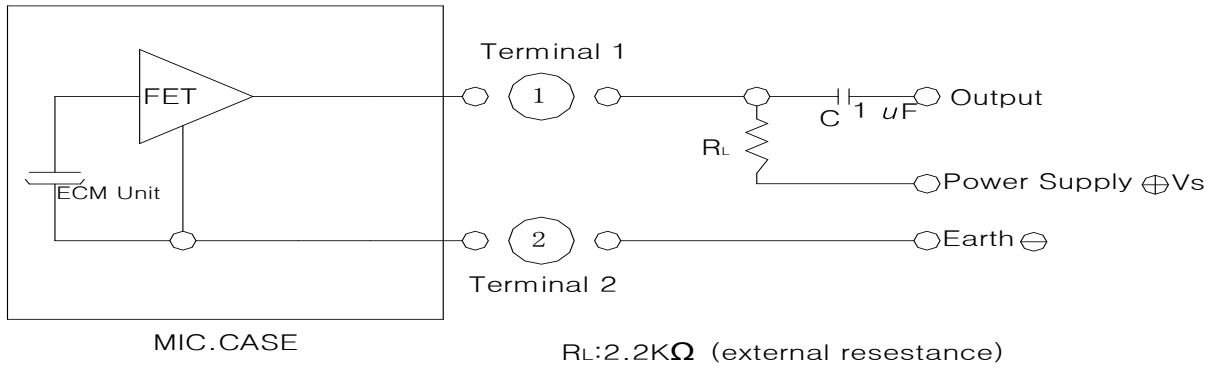 Terminal 1
FET
1
Output
C 1 uF
RL
ECM Unit
Power Supply ⊕Vs
2
Earth ⊖
Terminal 2
MIC.CASE
RL:2.2KΩ (external resestance)